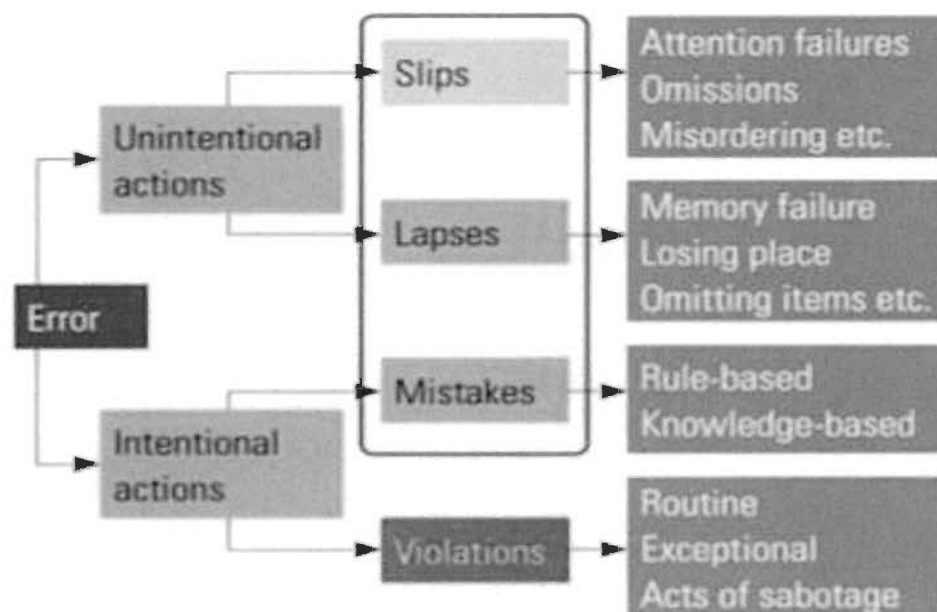 Error
Unintentional
actions
Intentional
actions
Slips
Lapses
Mistakes
Violations
Attention failures
Omissions
Misordering etc.
Memory failure
Losing place
Omitting items etc.
Rule-based
Knowledge-based
Routine
Exceptional
Acts of sabotage